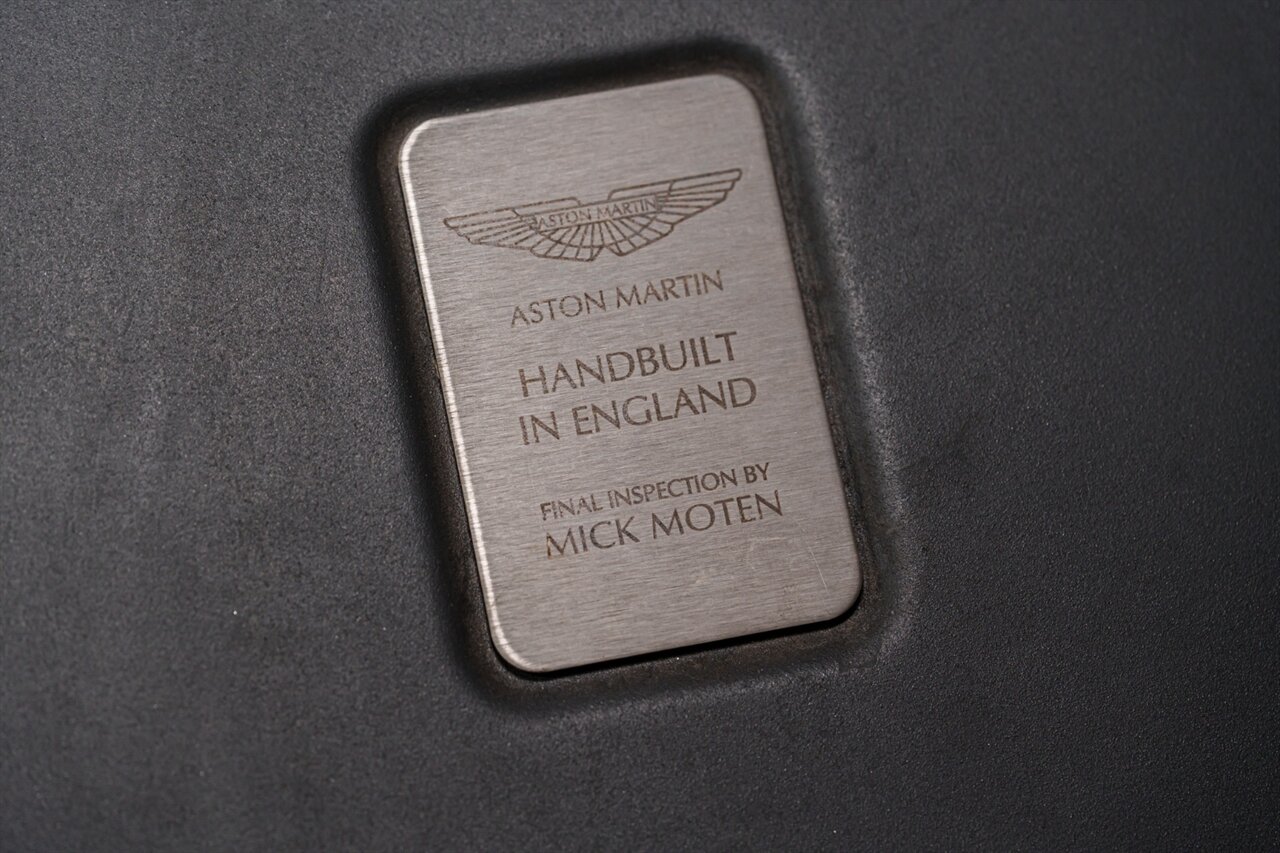 ASTON MARTIN
ASTON MARTIN
HANDBUILT
IN ENGLAND
FINAL INSPECTION BY
MICK MOTEN